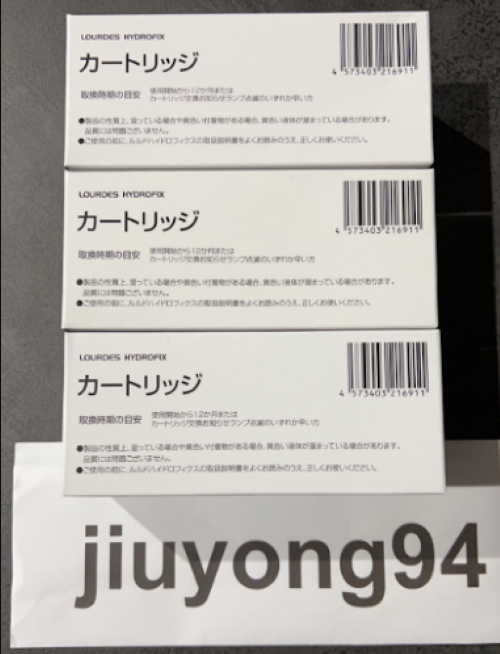 LOURDES HYDROFIX
カートリッジ
4 573403 216911
取換時期の目安 使用開始から12か月または
カートリッジ交換お知らせランプ点滅のいずれか早い方
●製品の性質上、湿っている場合や黄色い付着物がある場合、黄色い液体が溜まっている場合があります。
品質には問題ございません。
●ご使用の前に、ルルドハイドロフィクスの取扱説明書をよくお読みのうえ、正しくお使いください。
LOURDES HYDROFIX
カートリッジ
4 573403 216911
取換時期の目安 使用開始から12か月または
カートリッジ交換お知らせランプ点滅のいずれか早い方
●製品の性質上、湿っている場合や黄色い付着物がある場合、黄色い液体が溜まっている場合があります。
品質には問題ございません。
●ご使用の前に、ルルドハイドロフィクスの取扱説明書をよくお読みのうえ、正しくお使いください。
LOURDES HYDROFIX
カートリッジ
4 573403 216911
取換時期の目安 使用開始から12か月または
カートリッジ交換お知らせランプ点滅のいずれか早い方
●製品の性質上、湿っている場合や黄色い付着物がある場合、黄色い液体が溜まっている場合があります。
品質には問題ございません。
●ご使用の前に、ルルドハイドロフィクスの取扱説明書をよくお読みのうえ、正しくお使いください。
jiuyong94